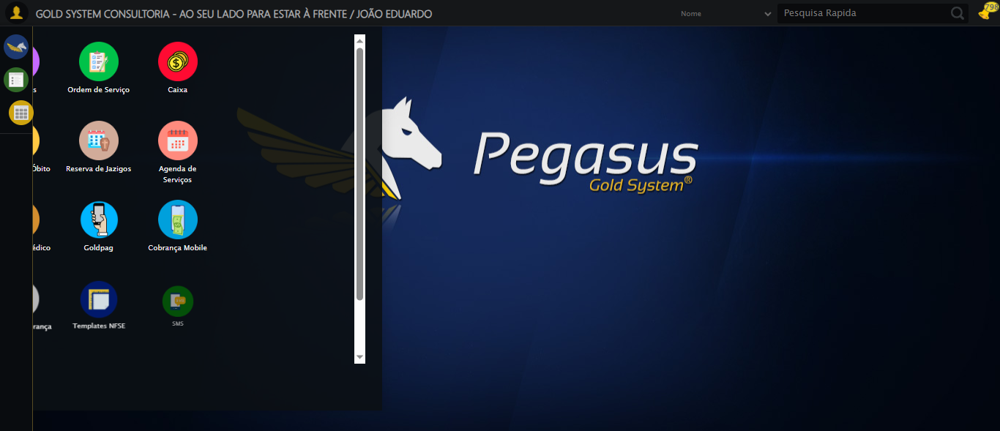 GOLD SYSTEM CONSULTORIA - AO SEU LADO PARA ESTAR À FRENTE / JOÃO EDUARDO
Nome
Pesquisa Rapida
798
s
Ordem de Serviço
Caixa
Óbito
Reserva de Jazigos
Agenda de
Serviços
édico
Goldpag
Cobrança Mobile
rança
Templates NFSE
SMS
Pegasus
Gold System®